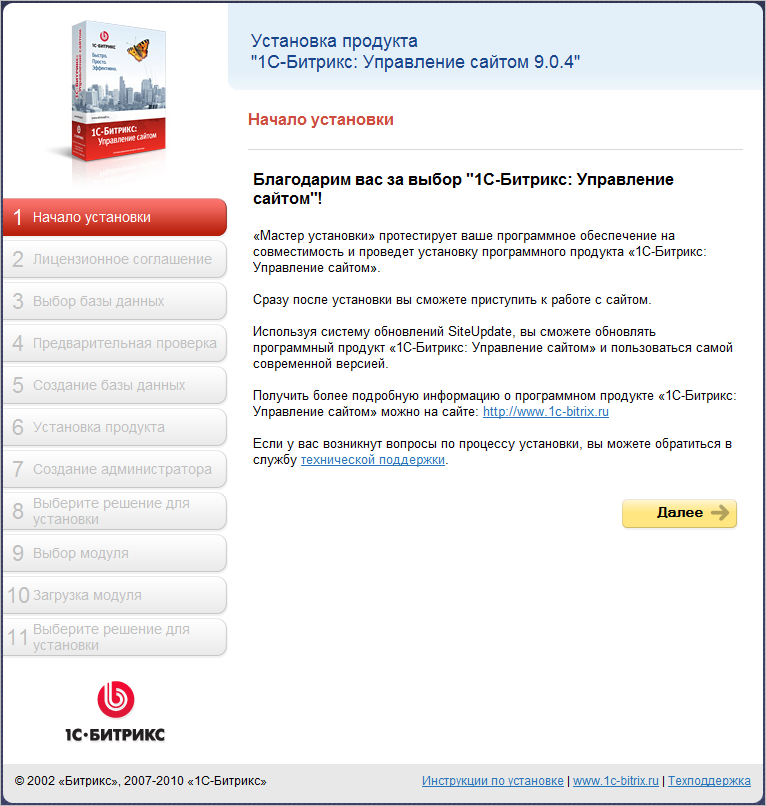 1С-БИТРИКС
Быстро.
Просто.
Эффективно.
1С-БИТРИКС:
Управление сайтом
Установка продукта
"1С-Битрикс: Управление сайтом 9.0.4"
Начало установки
Благодарим вас за выбор "1С-Битрикс: Управление
сайтом"!
«Мастер установки» протестирует ваше программное обеспечение на
совместимость и проведет установку программного продукта «1С-Битрикс:
Управление сайтом».
Сразу после установки вы сможете приступить к работе с сайтом.
Используя систему обновлений SiteUpdate, вы сможете обновлять
программный продукт «1С-Битрикс: Управление сайтом» и пользоваться самой
современной версией.
Получить более подробную информацию о программном продукте «1С-Битрикс:
Управление сайтом» можно на сайте: http://www.1c-bitrix.ru
Если у вас возникнут вопросы по процессу установки, вы можете обратиться в
службу технической поддержки.
Далее
1 Начало установки
2 Лицензионное соглашение
3 Выбор базы данных
4 Предварительная проверка
5 Создание базы данных
6 Установка продукта
7 Создание администратора
8 Выберите решение для
установки
9 Выбор модуля
10 Загрузка модуля
11 Выберите решение для
установки
1С-БИТРИКС
© 2002 «Битрикс», 2007-2010 «1С-Битрикс»
Инструкции по установке | www.1c-bitrix.ru | Техподдержка